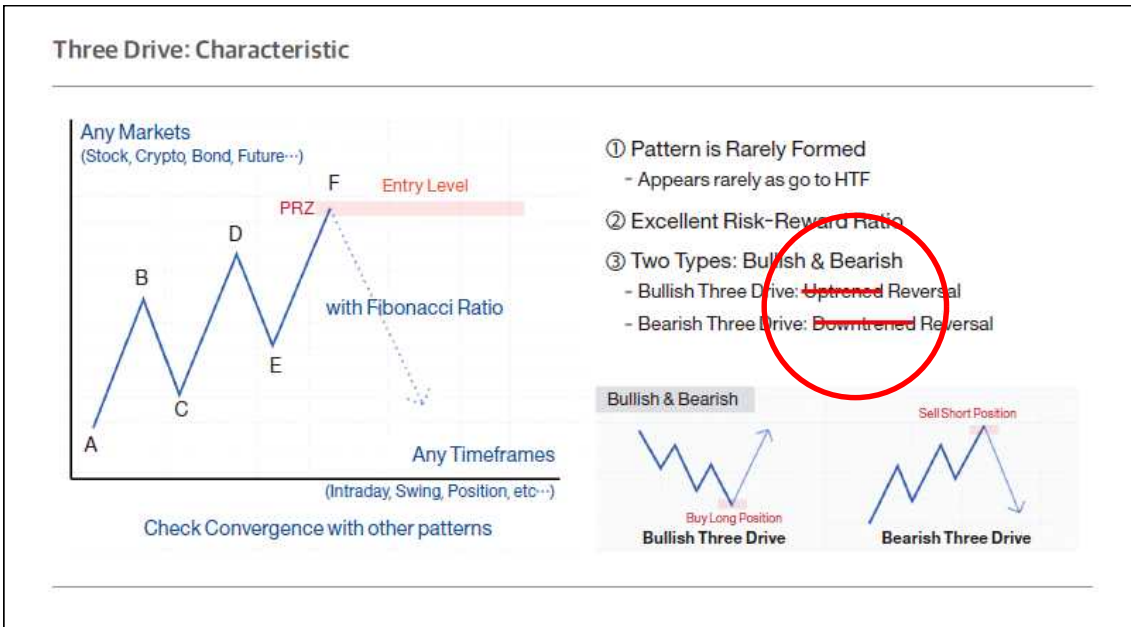 Three Drive: Characteristic
Any Markets
(Stock, Crypto, Bond, Future…)
F
Entry Level
PRZ
D
B
with Fibonacci Ratio
E
C
A
Any Timeframes
(Intraday, Swing, Position, etc…)
Check Convergence with other patterns
① Pattern is Rarely Formed
- Appears rarely as go to HTF
② Excellent Risk-Reward Ratio
③ Two Types: Bullish & Bearish
- Bullish Three Drive: Uptrened Reversal
- Bearish Three Drive: Downtrened Reversal
Bullish & Bearish
Sell Short Position
Buy Long Position
Bullish Three Drive
Bearish Three Drive